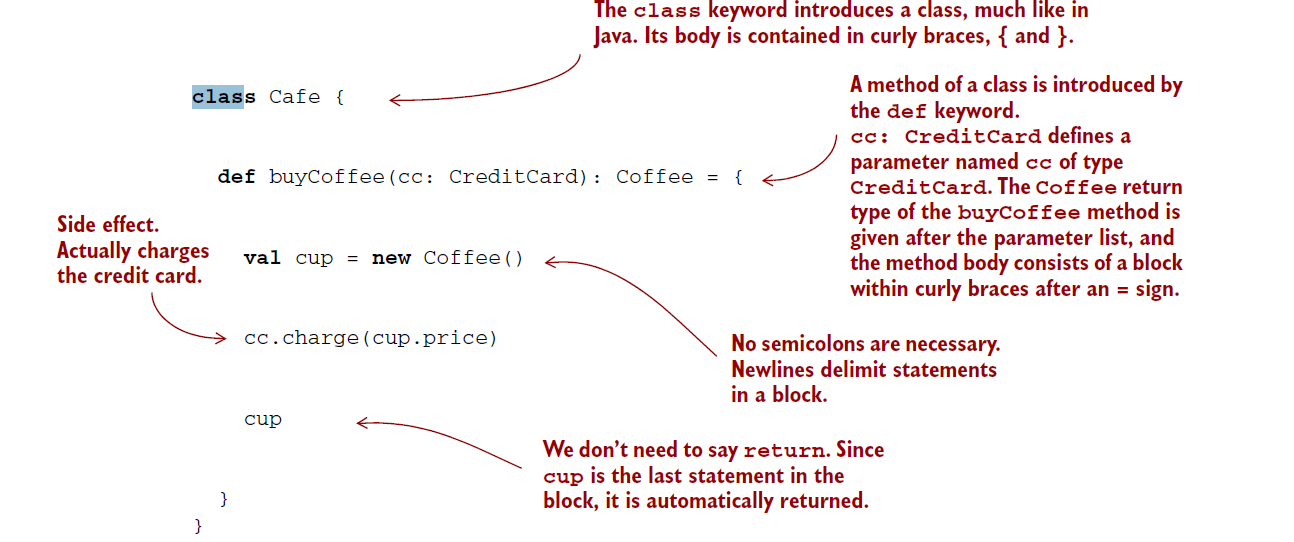 The class keyword introduces a class, much like in
Java. Its body is contained in curly braces, { and }.
class Cafe {
A method of a class is introduced by
the def keyword.
cc: CreditCard defines a
parameter named cc of type
CreditCard. The Coffee return
type of the buyCoffee method is
given after the parameter list, and
the method body consists of a block
within curly braces after an = sign.
def buyCoffee(cc: CreditCard): Coffee = {
Side effect.
Actually charges
the credit card.
val cup = new Coffee()
cc.charge(cup.price)
No semicolons are necessary.
Newlines delimit statements
in a block.
cup
We don’t need to say return. Since
cup is the last statement in the
block, it is automatically returned.
}
}